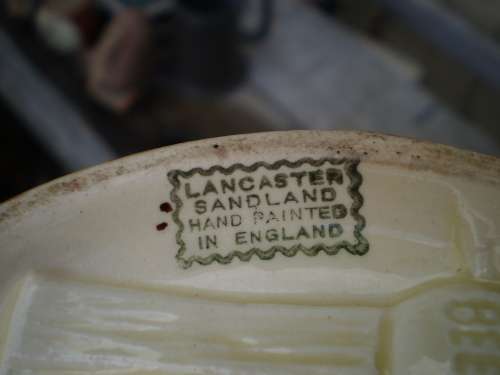 LANCASTER
SANDLAND
HAND PAINTED
IN ENGLAND